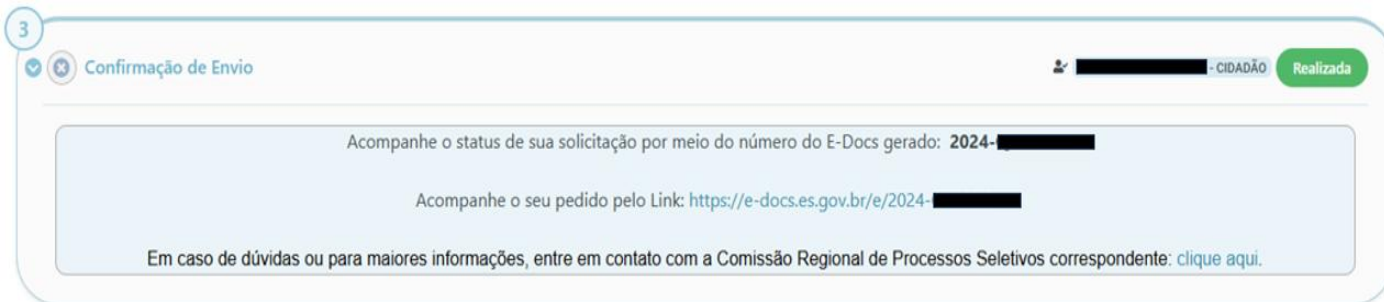 3
Confirmação de Envio
- CIDADÃO
Realizada
Acompanhe o status de sua solicitação por meio do número do E-Docs gerado: 2024-
Acompanhe o seu pedido pelo Link: https://e-docs.es.gov.br/e/2024-
Em caso de dúvidas ou para maiores informações, entre em contato com a Comissão Regional de Processos Seletivos correspondente: clique aqui.